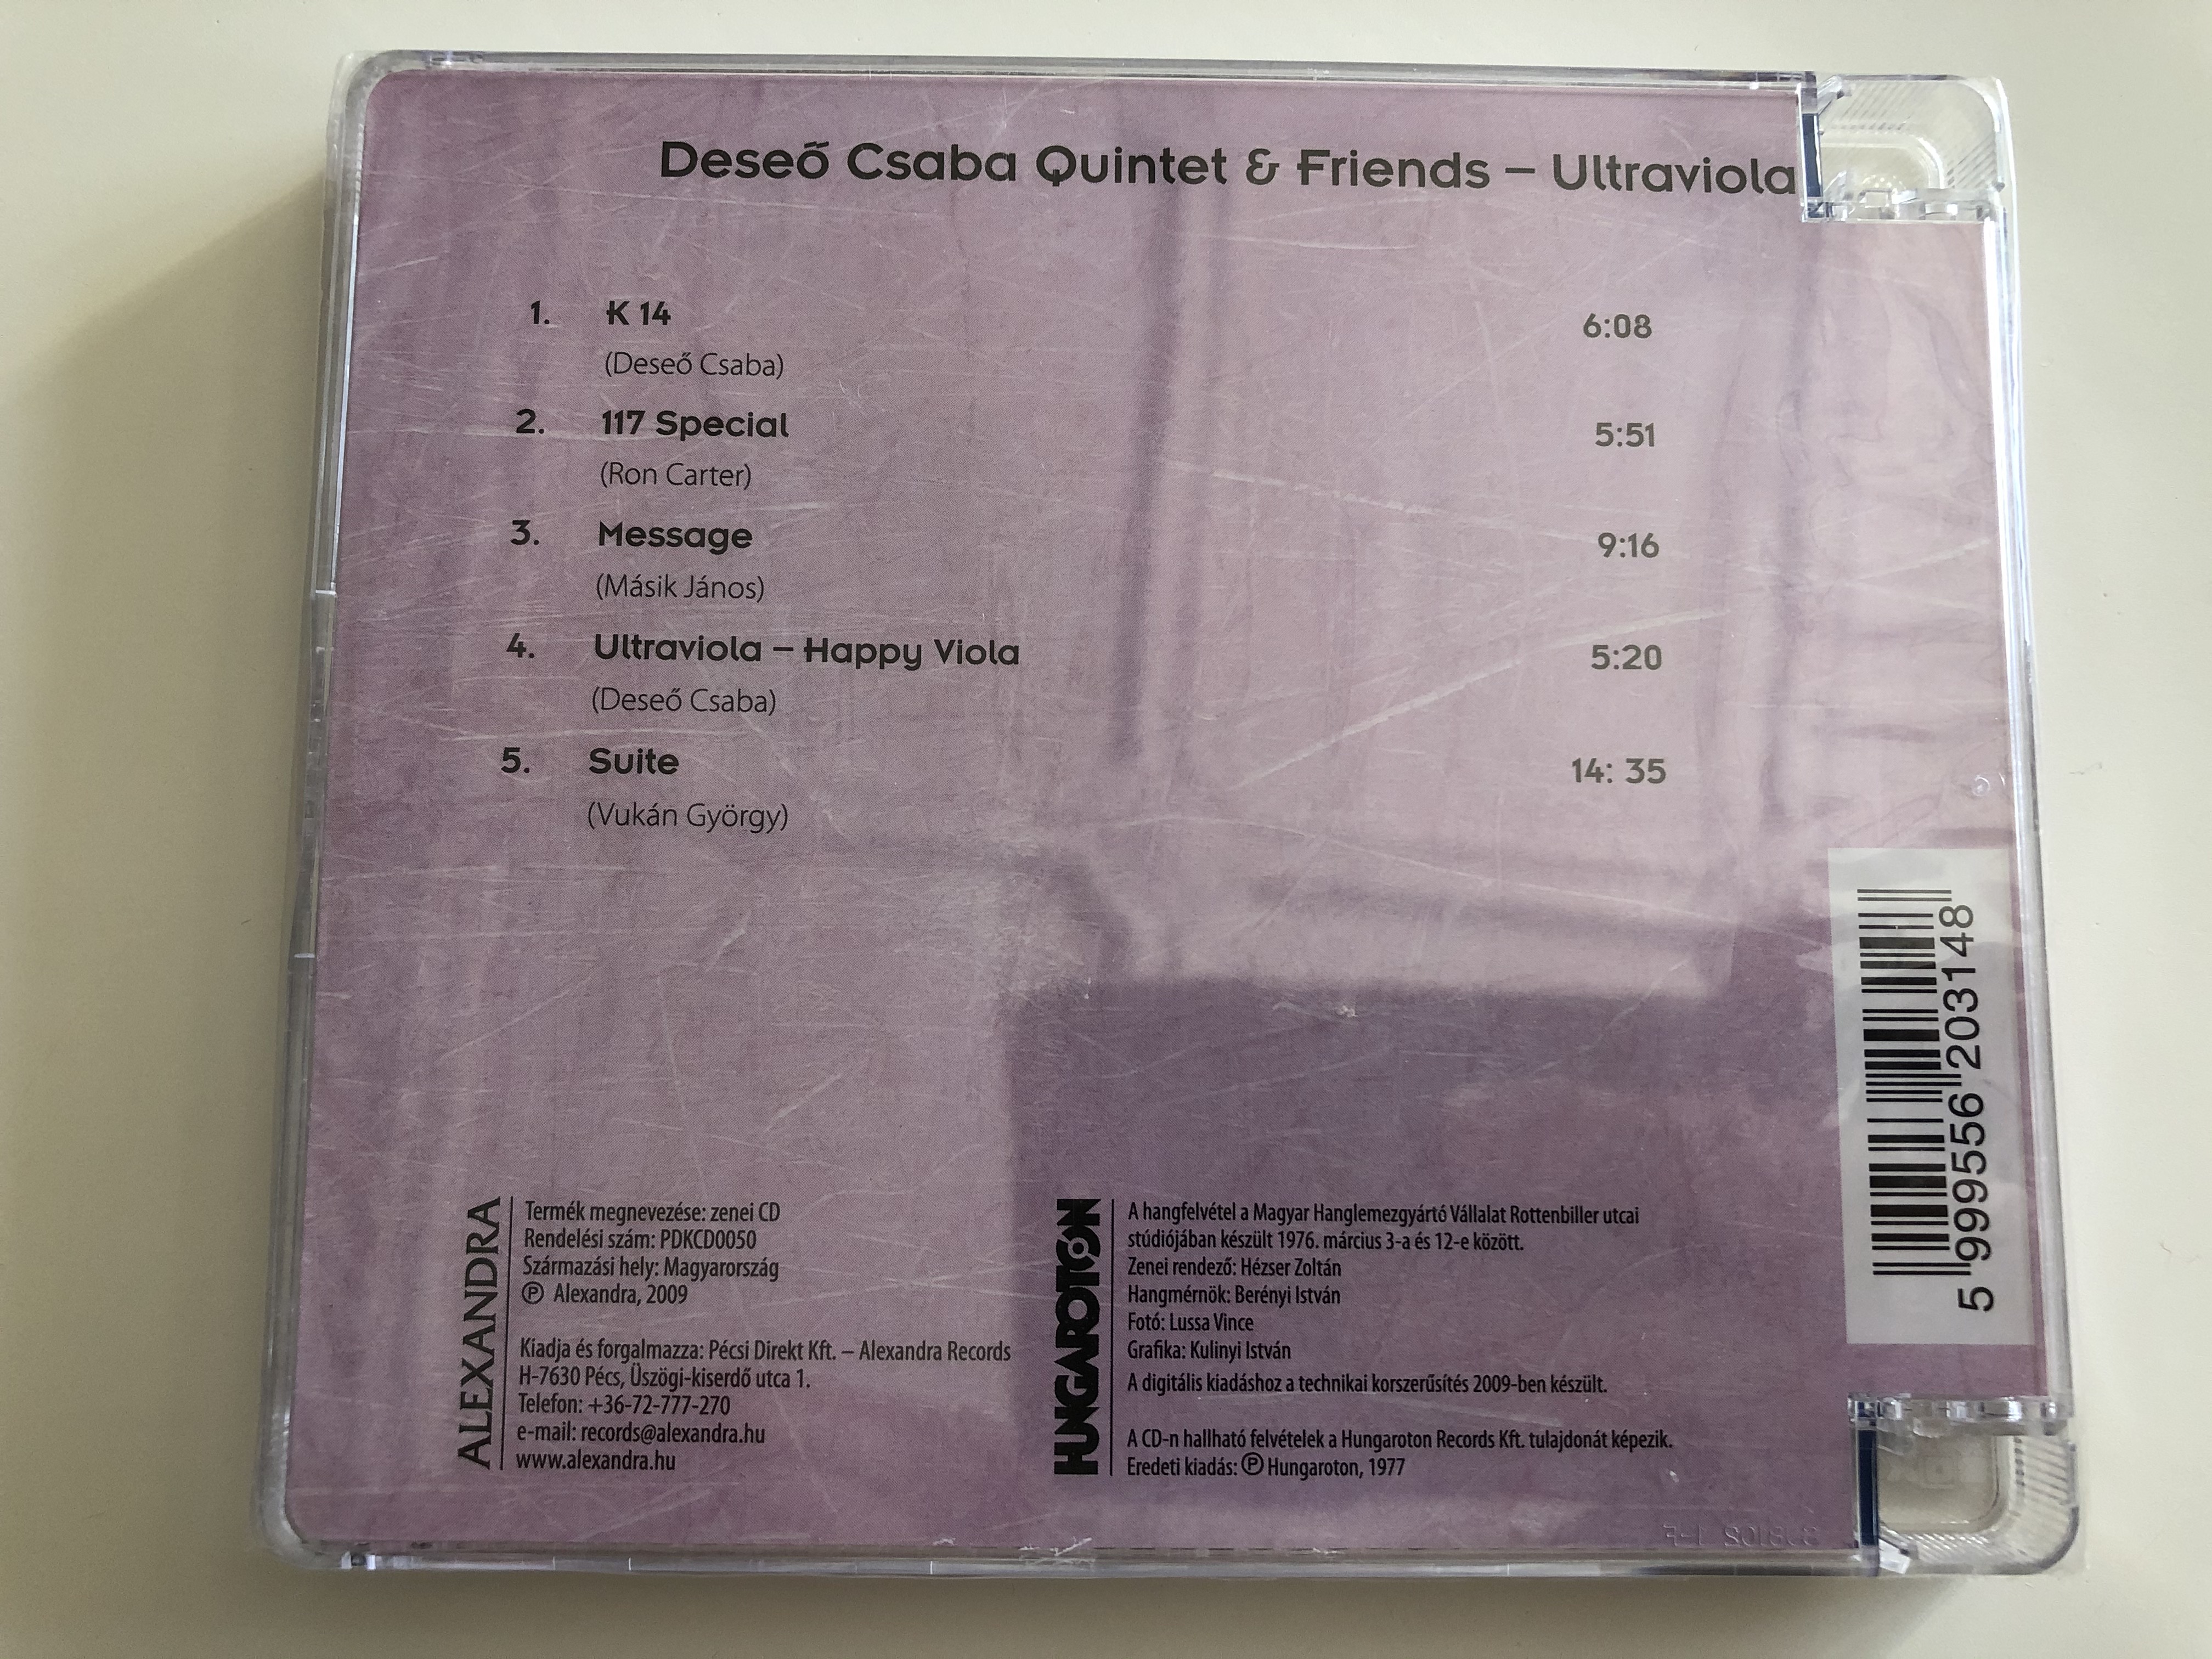 Deseő Csaba Quintet & Friends – Ultraviola
1. K 14 6:08
(Deseő Csaba)
2. 117 Special 5:51
(Ron Carter)
3. Message 9:16
(Másik János)
4. Ultraviola – Happy Viola 5:20
(Deseő Csaba)
5. Suite 14: 35
(Vukán György)
ALEXANDRA
Termék megnevezése: zenei CD
Rendelési szám: PDKCD0050
Származási hely: Magyarország
℗ Alexandra, 2009
Kiadja és forgalmazza: Pécsi Direkt Kft. – Alexandra Records
H-7630 Pécs, Üszögi-kiserdő utca 1.
Telefon: +36-72-777-270
e-mail: records@alexandra.hu
www.alexandra.hu
HUNGAROTON
A hangfelvétel a Magyar Hanglemezgyártó Vállalat Rottenbiller utcai
stúdiójában készült 1976. március 3-a és 12-e között.
Zenei rendező: Hézser Zoltán
Hangmérnök: Berényi István
Fotó: Lussa Vince
Grafika: Kulinyi István
A digitális kiadáshoz a technikai korszerűsítés 2009-ben készült.
A CD-n hallható felvételek a Hungaroton Records Kft. tulajdonát képezik.
Eredeti kiadás: ℗ Hungaroton, 1977
5 999556 203148